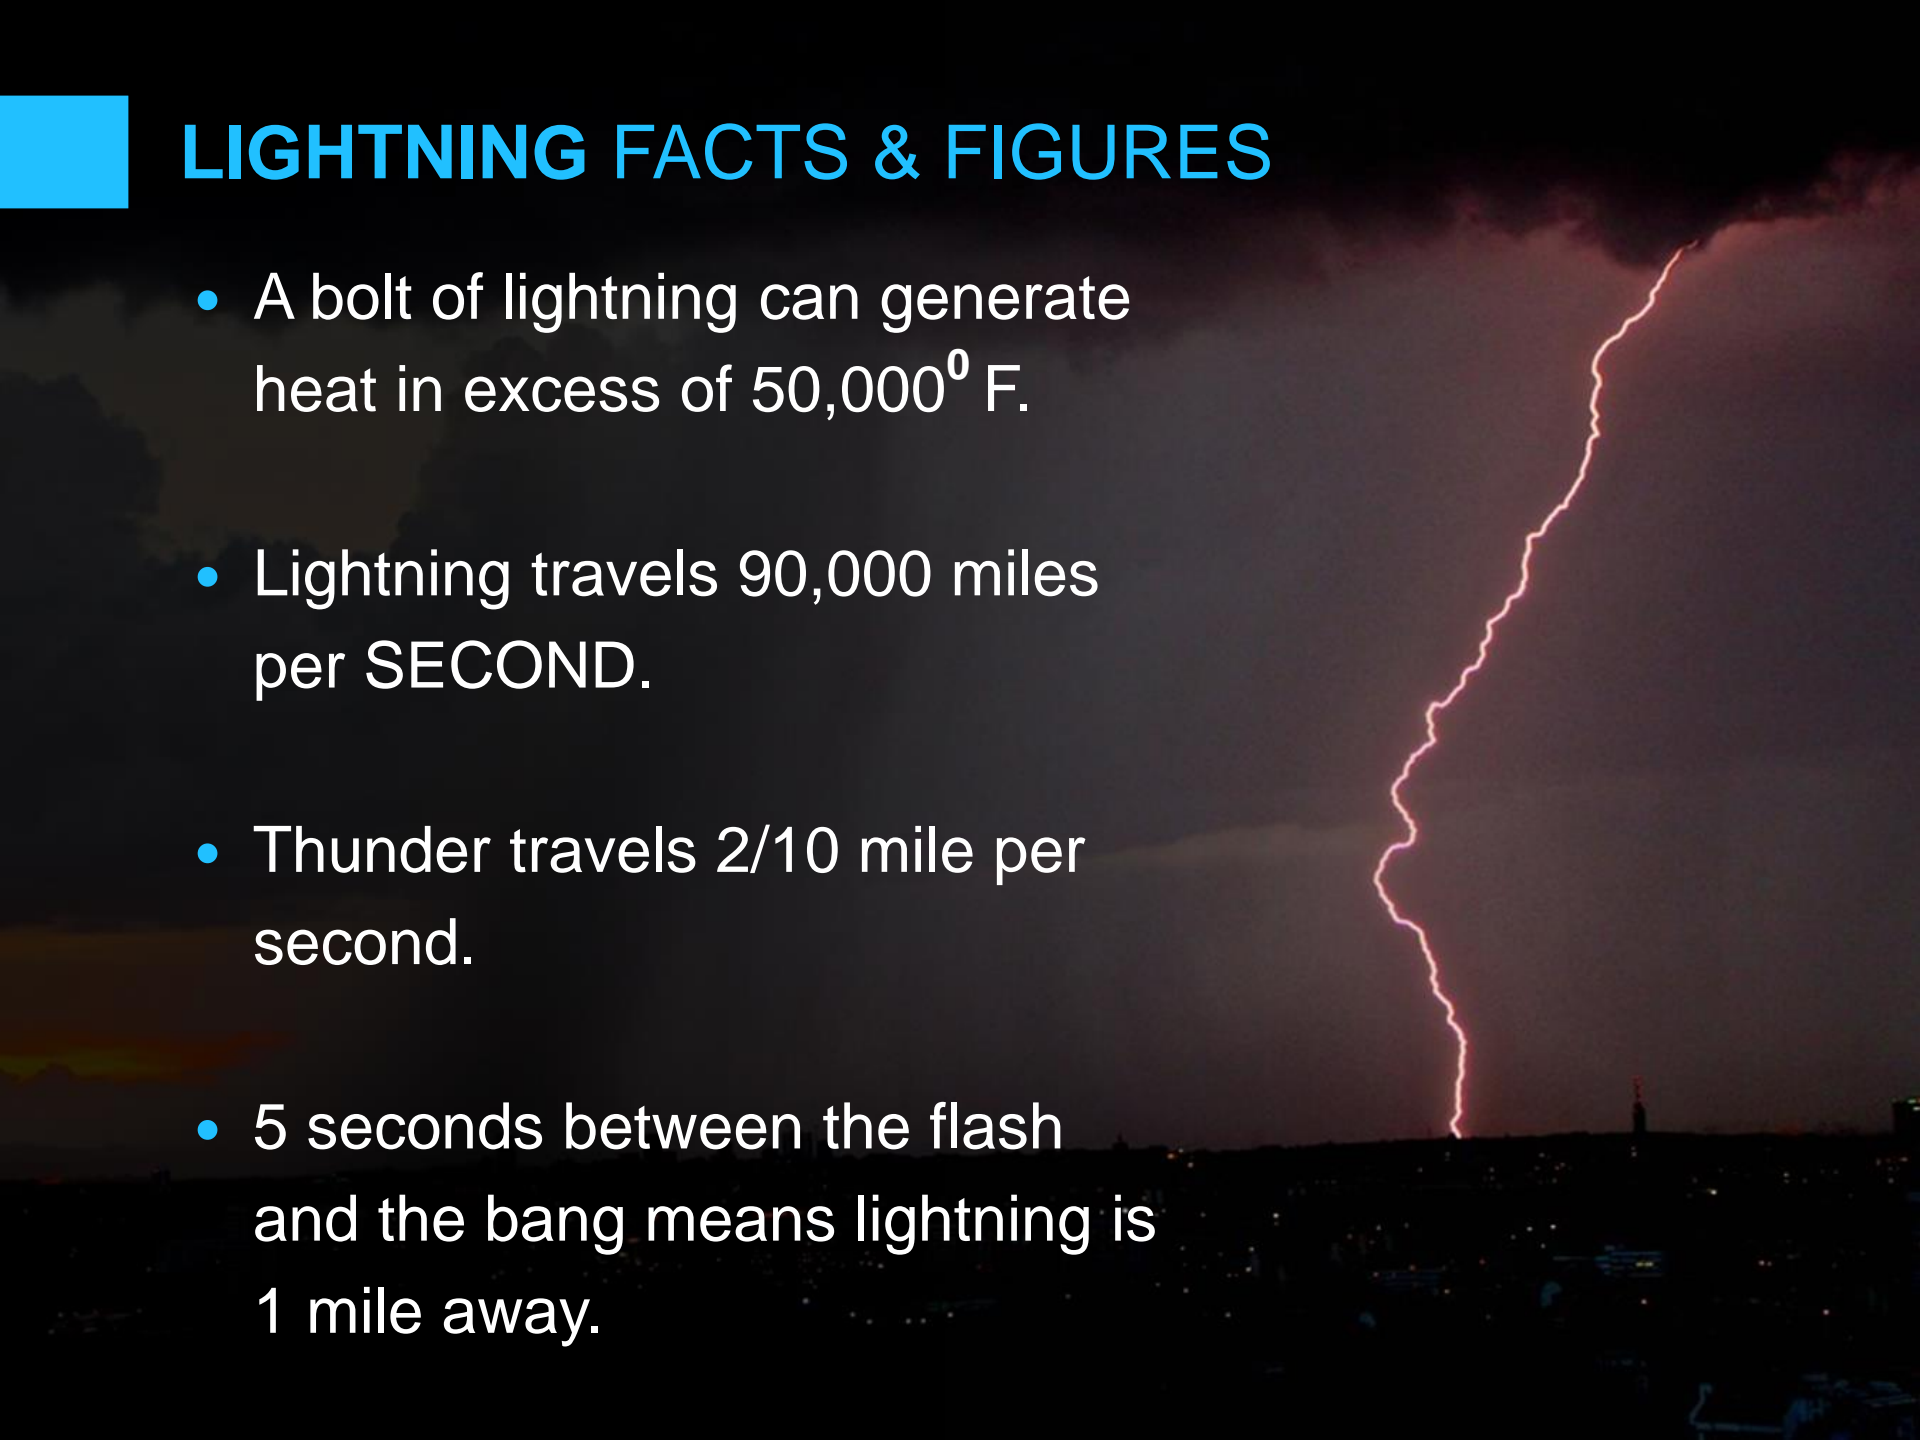 LIGHTNING FACTS & FIGURES
• A bolt of lightning can generate
heat in excess of 50,000⁰ F.
• Lightning travels 90,000 miles
per SECOND.
• Thunder travels 2/10 mile per
second.
• 5 seconds between the flash
and the bang means lightning is
1 mile away.